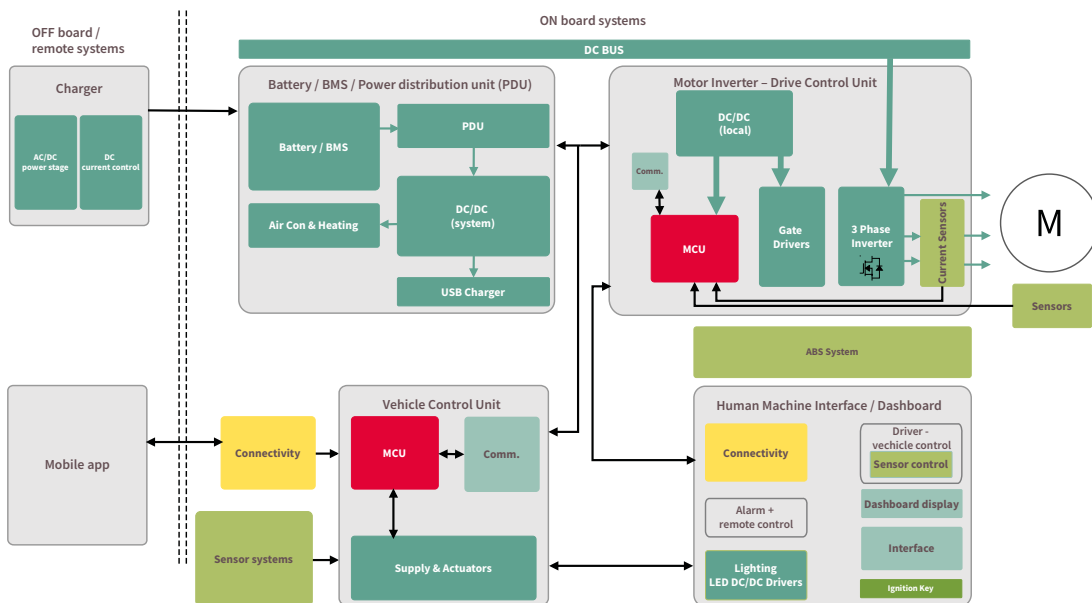 OFF board /
remote systems
ON board systems
DC BUS
Charger
AC/DC
power stage
DC
current control
Battery / BMS / Power distribution unit (PDU)
Battery / BMS
PDU
DC/DC
(system)
Air Con & Heating
USB Charger
Motor Inverter – Drive Control Unit
DC/DC
(local)
Comm.
MCU
Gate
Drivers
3 Phase
Inverter
Current Sensors
M
Sensors
ABS System
Mobile app
Connectivity
Sensor systems
Vehicle Control Unit
MCU
Comm.
Supply & Actuators
Human Machine Interface / Dashboard
Connectivity
Alarm +
remote control
Lighting
LED DC/DC Drivers
Driver -
vechicle control
Sensor control
Dashboard display
Interface
Ignition Key